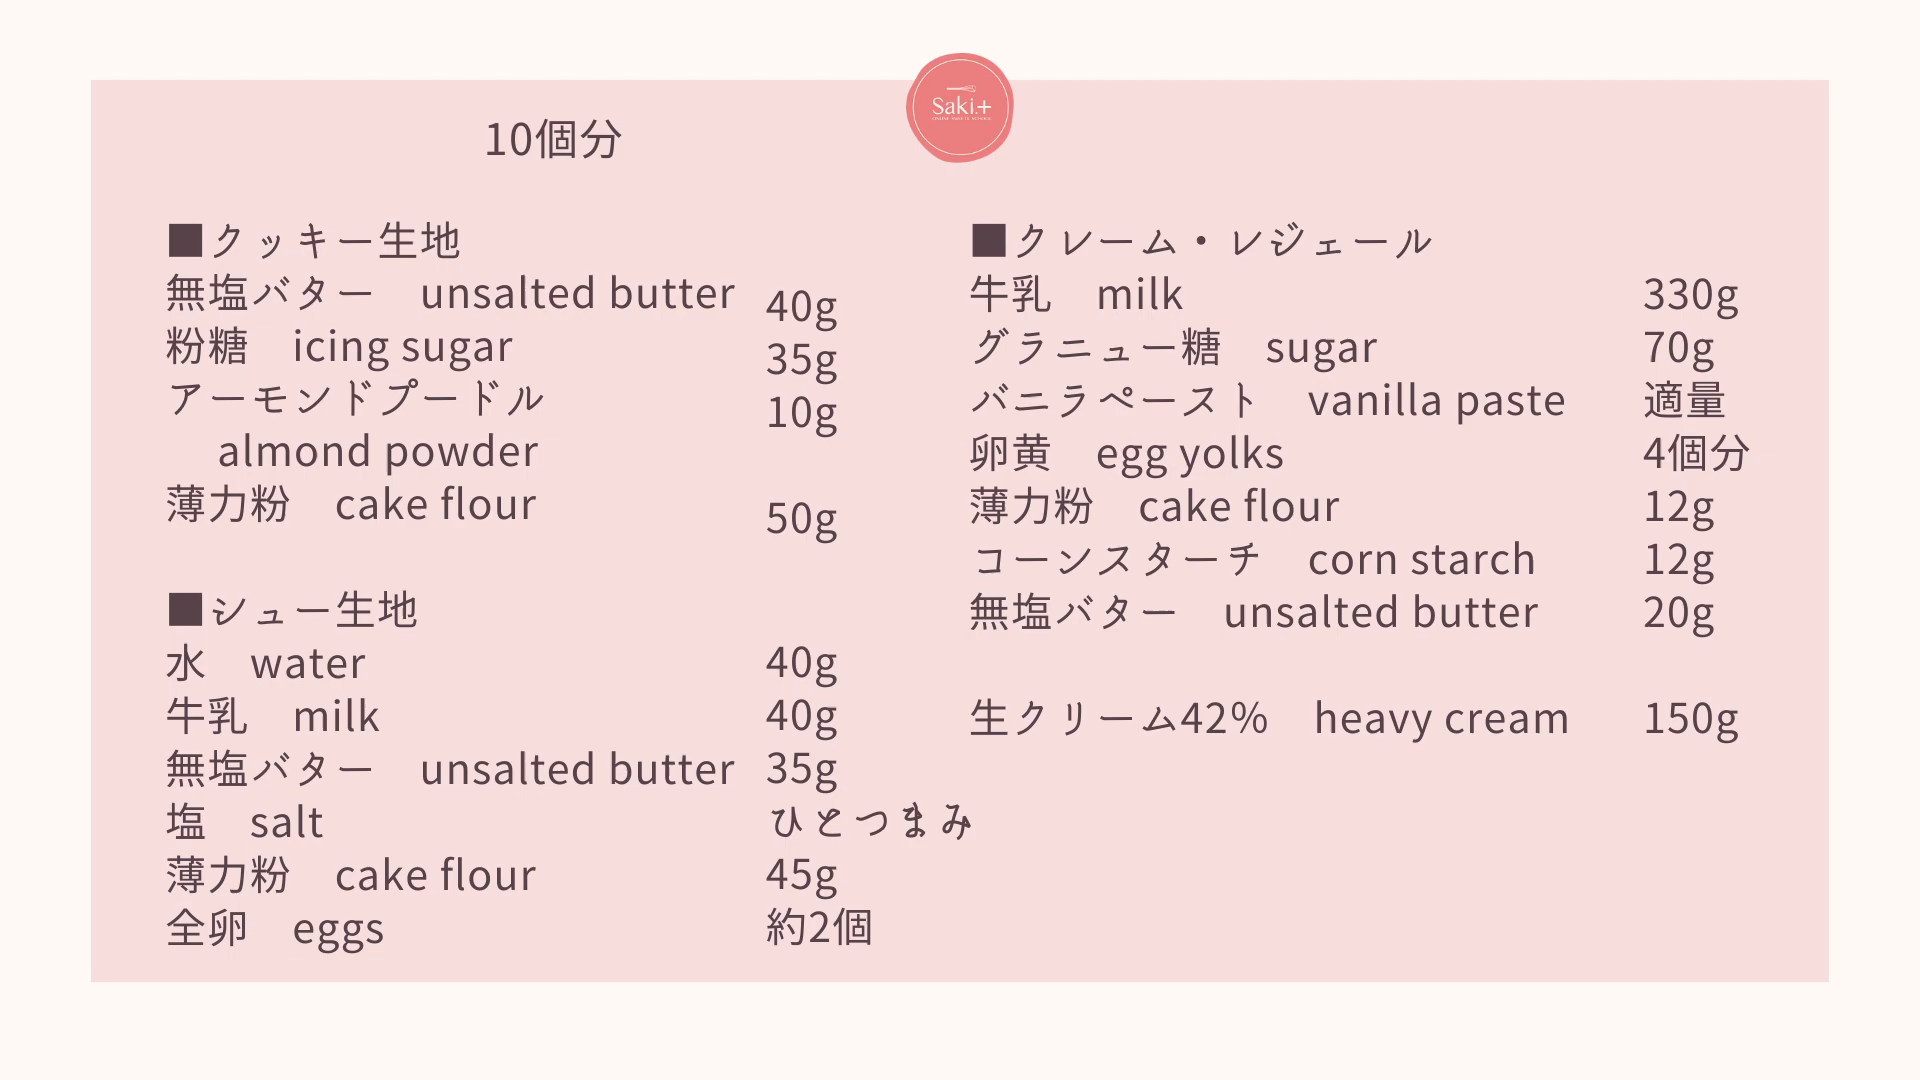 Saki.+
ONLINE SWEETS SCHOOL
10個分
■クッキー生地
無塩バター　unsalted butter 40g
粉糖　icing sugar 35g
アーモンドプードル 10g
almond powder
薄力粉　cake flour 50g
■シュー生地
水　water 40g
牛乳　milk 40g
無塩バター　unsalted butter 35g
塩　salt ひとつまみ
薄力粉　cake flour 45g
全卵　eggs 約2個
■クレーム・レジェール
牛乳　milk 330g
グラニュー糖　sugar 70g
バニラペースト　vanilla paste 適量
卵黄　egg yolks 4個分
薄力粉　cake flour 12g
コーンスターチ　corn starch 12g
無塩バター　unsalted butter 20g
生クリーム42%　heavy cream 150g